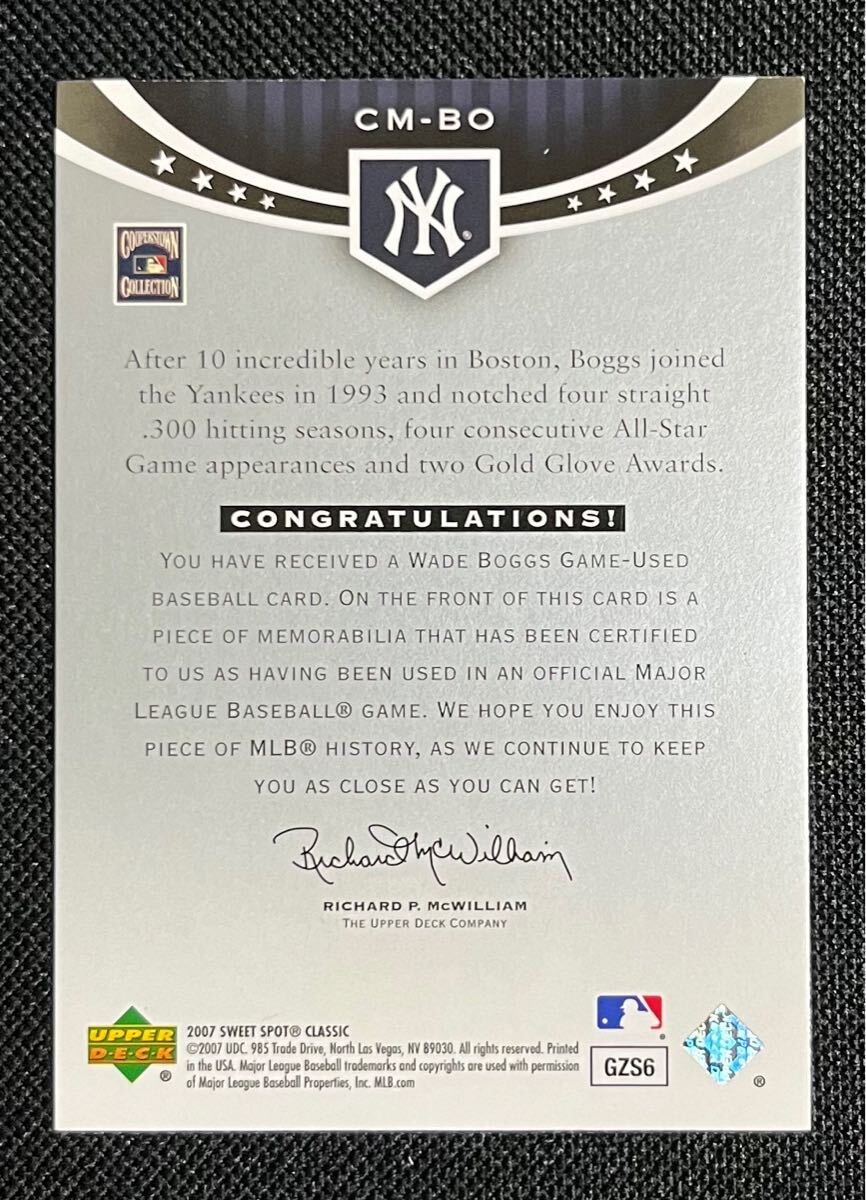 CM-BO
NY
COOPERSTOWN
COLLECTION
After 10 incredible years in Boston, Boggs joined
the Yankees in 1993 and notched four straight
.300 hitting seasons, four consecutive All-Star
Game appearances and two Gold Glove Awards.
CONGRATULATIONS!
YOU HAVE RECEIVED A WADE BOGGS GAME-USED
BASEBALL CARD. ON THE FRONT OF THIS CARD IS A
PIECE OF MEMORABILIA THAT HAS BEEN CERTIFIED
TO US AS HAVING BEEN USED IN AN OFFICIAL MAJOR
LEAGUE BASEBALL® GAME. WE HOPE YOU ENJOY THIS
PIECE OF MLB® HISTORY, AS WE CONTINUE TO KEEP
YOU AS CLOSE AS YOU CAN GET!
Richard McWilliam
RICHARD P. MCWILLIAM
THE UPPER DECK COMPANY
UPPER
D·E·C·K
®
2007 SWEET SPOT® CLASSIC
©2007 UDC. 985 Trade Drive, North Las Vegas, NV 89030. All rights reserved. Printed
in the USA. Major League Baseball trademarks and copyrights are used with permission
of Major League Baseball Properties, Inc. MLB.com
®
GZS6
®